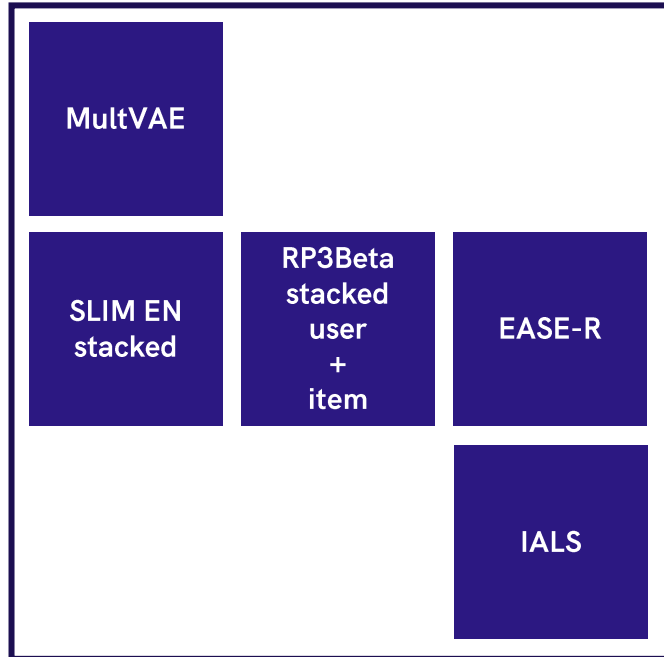 MultVAE
SLIM EN
stacked
RP3Beta
stacked
user
+
item
EASE-R
IALS